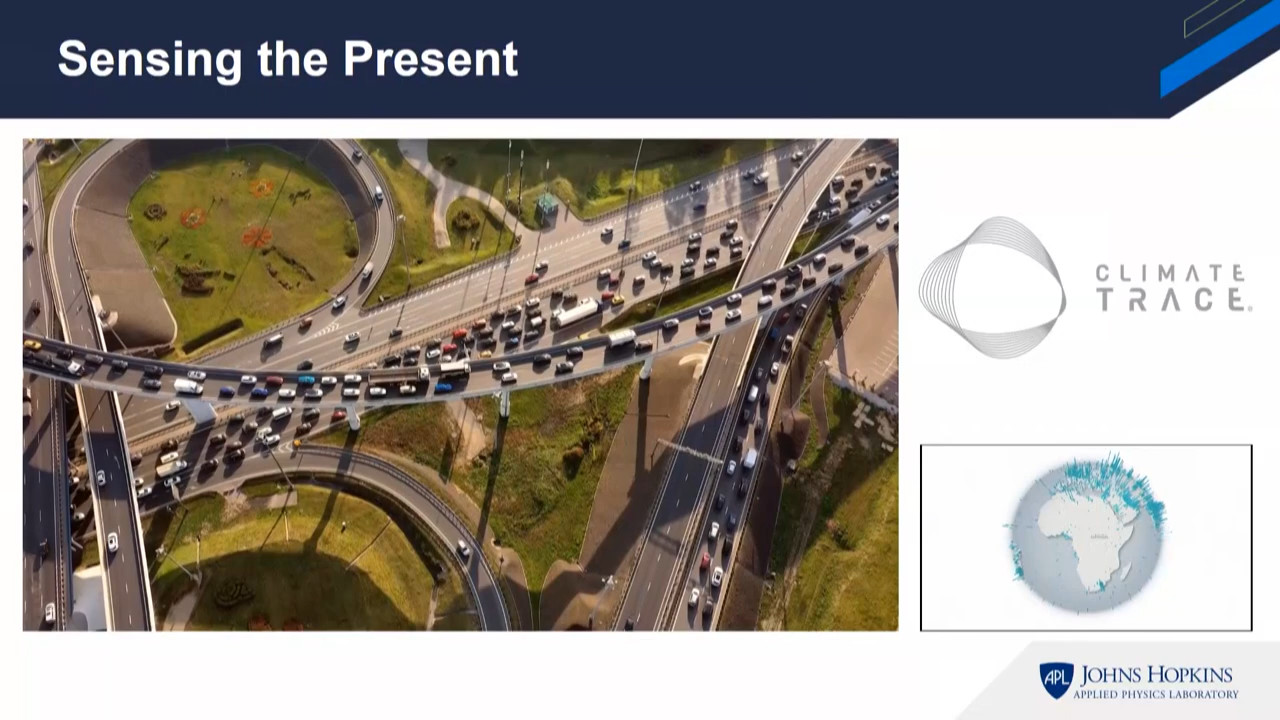 Sensing the Present
CLIMATE
TRACE®
APL
JOHNS HOPKINS
APPLIED PHYSICS LABORATORY